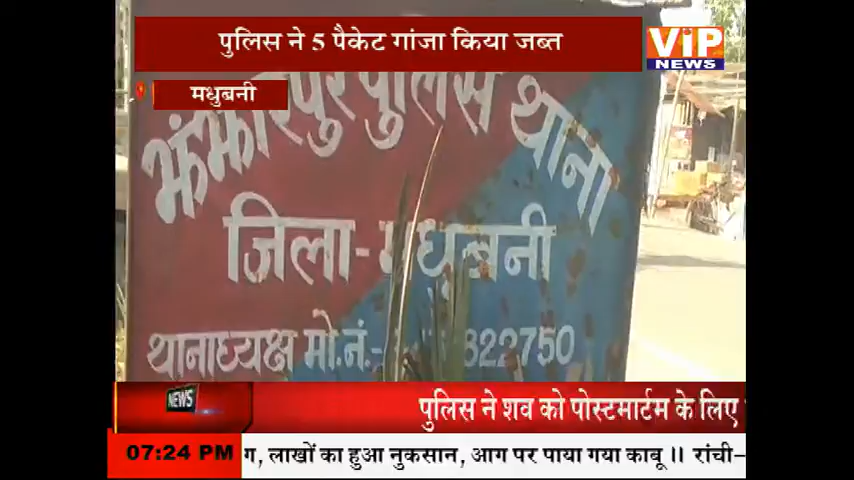 पुलिस ने 5 पैकेट गांजा किया जब्त
VIP
NEWS
मधुबनी
झंझारपुर पुलिस थाना
जिला-मधुबनी
थानाध्यक्ष मो.नं.- 822750
NEWS
पुलिस ने शव को पोस्टमार्टम के लिए
07:24 PM
ग, लाखों का हुआ नुकसान, आग पर पाया गया काबू || रांची-